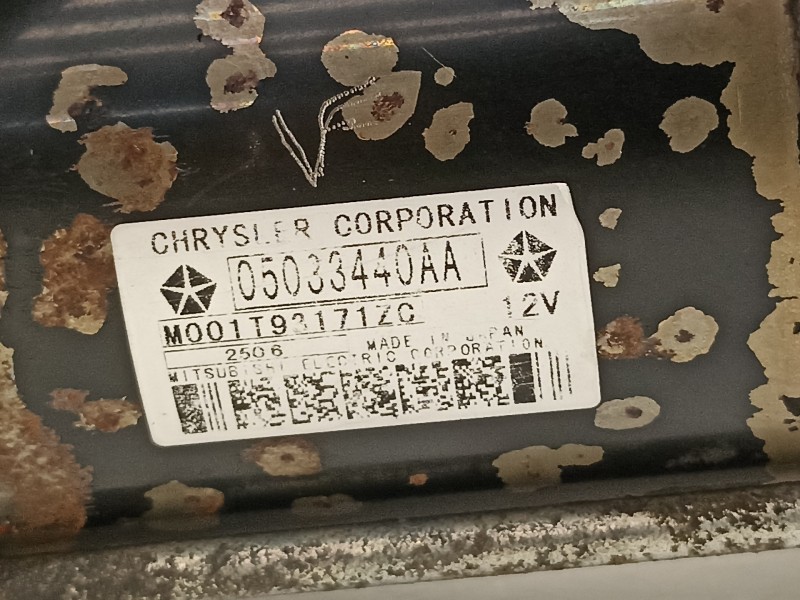 CHRYSLER CORPORATION
05033440AA
M001T93171ZC 12V
2506 MADE IN JAPAN
MITSUBISHI ELECTRIC CORPORATION